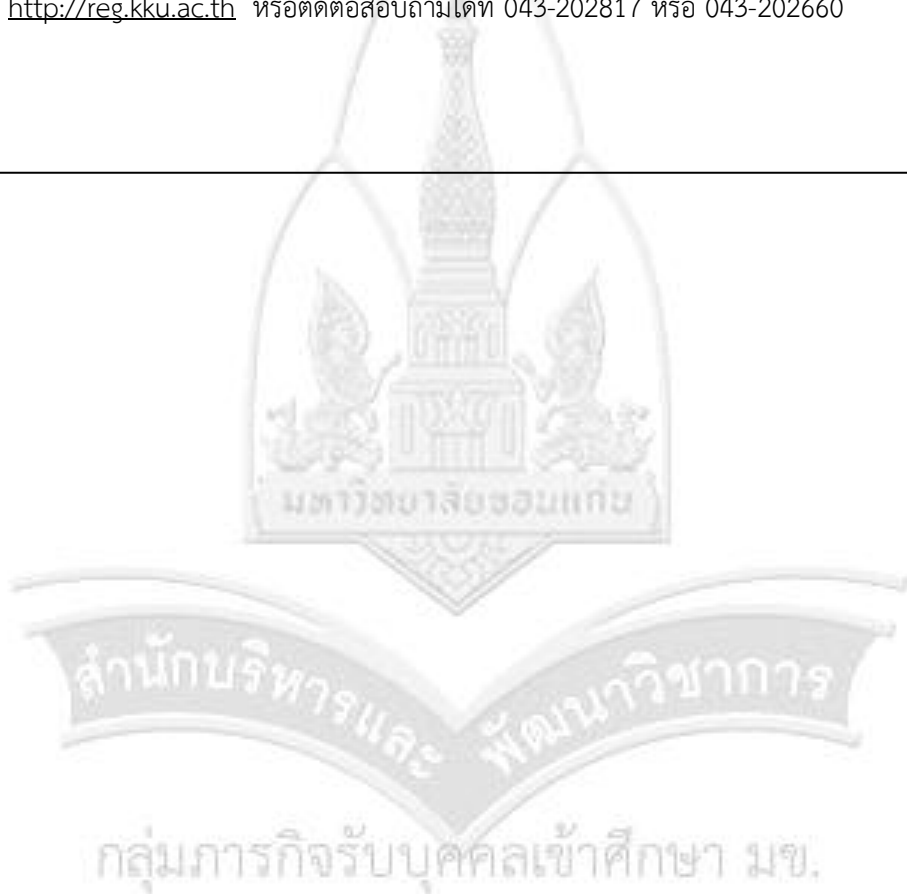 http://reg.kku.ac.th หรือติดต่อสอบถามได้ที่ 043-202817 หรือ 043-202660
มหาวิทยาลัยขอนแก่น
สำนักบริหารและ พัฒนาวิชาการ
กลุ่มภารกิจรับบุคคลเข้าศึกษา มข.